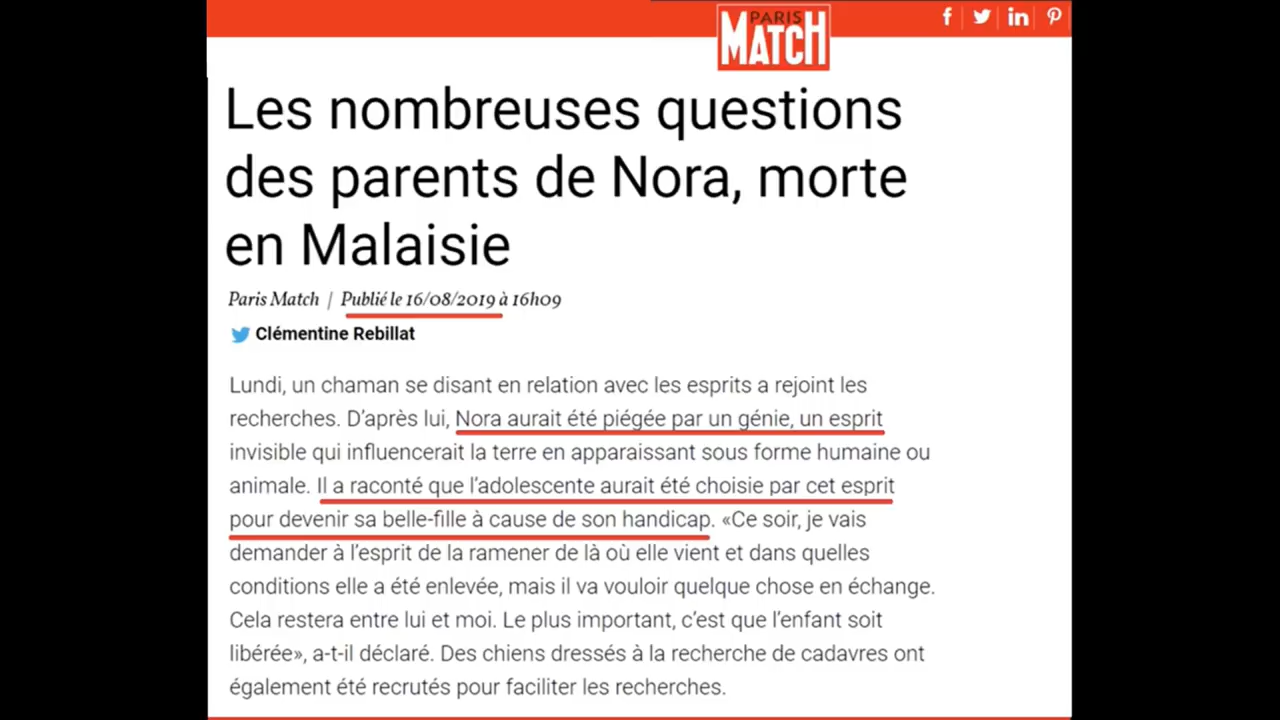 PARIS
MATCH
Les nombreuses questions
des parents de Nora, morte
en Malaisie
Paris Match | Publié le 16/08/2019 à 16h09
Clémentine Rebillat
Lundi, un chaman se disant en relation avec les esprits a rejoint les
recherches. D'après lui, Nora aurait été piégée par un génie, un esprit
invisible qui influencerait la terre en apparaissant sous forme humaine ou
animale. Il a raconté que l'adolescente aurait été choisie par cet esprit
pour devenir sa belle-fille à cause de son handicap. «Ce soir, je vais
demander à l'esprit de la ramener de là où elle vient et dans quelles
conditions elle a été enlevée, mais il va vouloir quelque chose en échange.
Cela restera entre lui et moi. Le plus important, c'est que l'enfant soit
libérée», a-t-il déclaré. Des chiens dressés à la recherche de cadavres ont
également été recrutés pour faciliter les recherches.